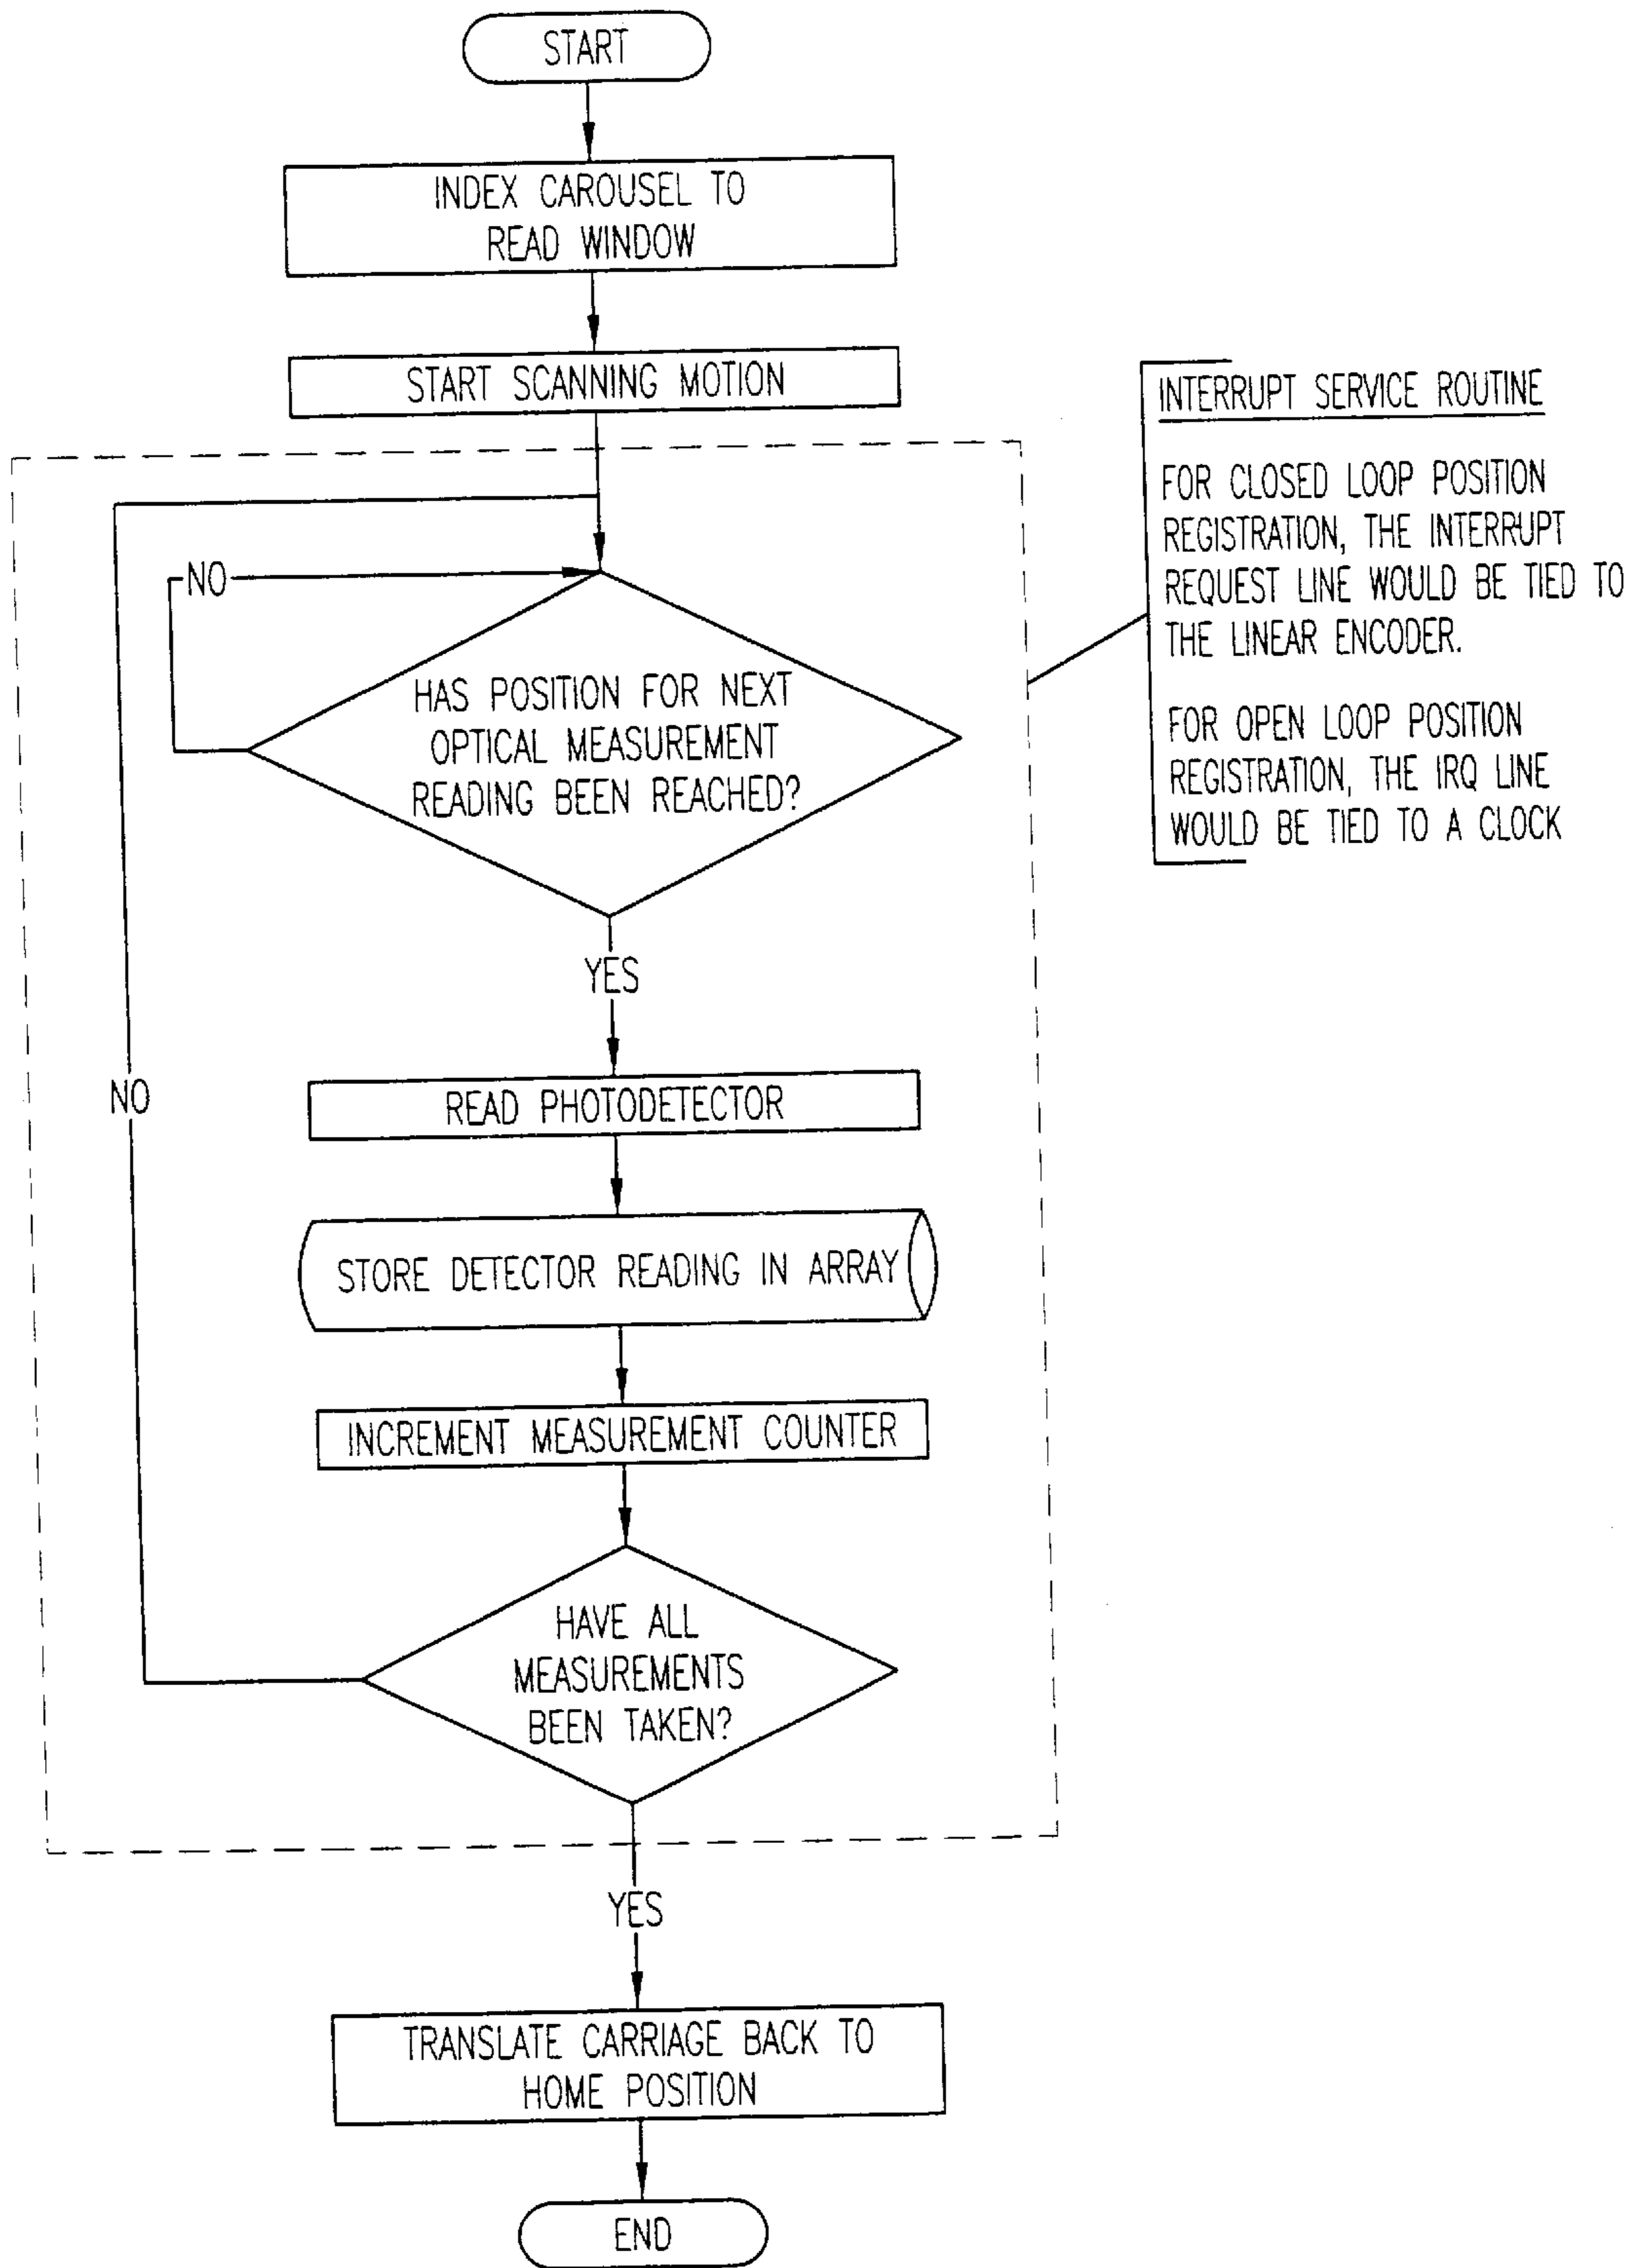 START
INDEX CAROUSEL TO
READ WINDOW
START SCANNING MOTION
INTERRUPT SERVICE ROUTINE
FOR CLOSED LOOP POSITION
REGISTRATION, THE INTERRUPT
REQUEST LINE WOULD BE TIED TO
THE LINEAR ENCODER.
FOR OPEN LOOP POSITION
REGISTRATION, THE IRQ LINE
WOULD BE TIED TO A CLOCK
NO
HAS POSITION FOR NEXT
OPTICAL MEASUREMENT
READING BEEN REACHED?
YES
READ PHOTODETECTOR
NO
STORE DETECTOR READING IN ARRAY
INCREMENT MEASUREMENT COUNTER
HAVE ALL
MEASUREMENTS
BEEN TAKEN?
YES
TRANSLATE CARRIAGE BACK TO
HOME POSITION
END